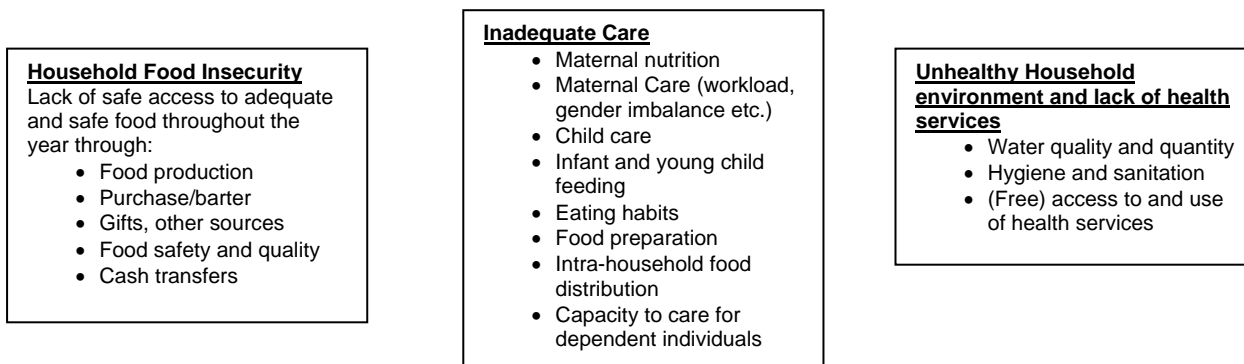 Household Food Insecurity
Lack of safe access to adequate
and safe food throughout the
year through:
• Food production
• Purchase/barter
• Gifts, other sources
• Food safety and quality
• Cash transfers
Inadequate Care
• Maternal nutrition
• Maternal Care (workload,
gender imbalance etc.)
• Child care
• Infant and young child
feeding
• Eating habits
• Food preparation
• Intra-household food
distribution
• Capacity to care for
dependent individuals
Unhealthy Household
environment and lack of health
services
• Water quality and quantity
• Hygiene and sanitation
• (Free) access to and use
of health services